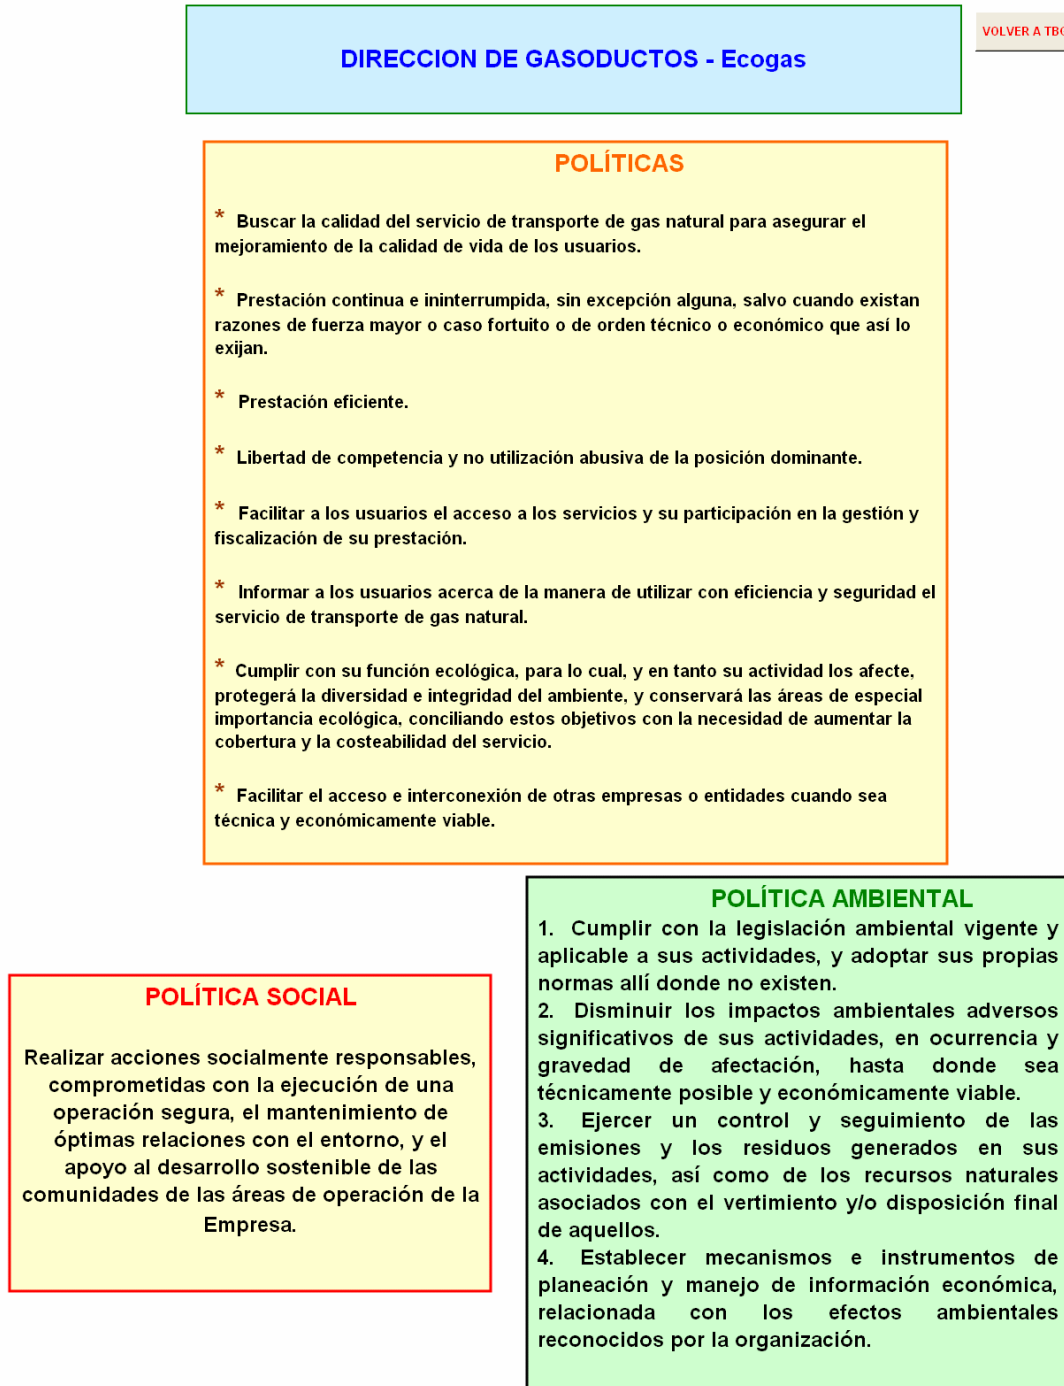 DIRECCION DE GASODUCTOS - Ecogas
VOLVER A TBG
POLÍTICAS
* Buscar la calidad del servicio de transporte de gas natural para asegurar el
mejoramiento de la calidad de vida de los usuarios.
* Prestación continua e ininterrumpida, sin excepción alguna, salvo cuando existan
razones de fuerza mayor o caso fortuito o de orden técnico o económico que así lo
exijan.
* Prestación eficiente.
* Libertad de competencia y no utilización abusiva de la posición dominante.
* Facilitar a los usuarios el acceso a los servicios y su participación en la gestión y
fiscalización de su prestación.
* Informar a los usuarios acerca de la manera de utilizar con eficiencia y seguridad el
servicio de transporte de gas natural.
* Cumplir con su función ecológica, para lo cual, y en tanto su actividad los afecte,
protegerá la diversidad e integridad del ambiente, y conservará las áreas de especial
importancia ecológica, conciliando estos objetivos con la necesidad de aumentar la
cobertura y la costeabilidad del servicio.
* Facilitar el acceso e interconexión de otras empresas o entidades cuando sea
técnica y económicamente viable.
POLÍTICA SOCIAL
Realizar acciones socialmente responsables,
comprometidas con la ejecución de una
operación segura, el mantenimiento de
óptimas relaciones con el entorno, y el
apoyo al desarrollo sostenible de las
comunidades de las áreas de operación de la
Empresa.
POLÍTICA AMBIENTAL
1. Cumplir con la legislación ambiental vigente y
aplicable a sus actividades, y adoptar sus propias
normas allí donde no existen.
2. Disminuir los impactos ambientales adversos
significativos de sus actividades, en ocurrencia y
gravedad de afectación, hasta donde sea
técnicamente posible y económicamente viable.
3. Ejercer un control y seguimiento de las
emisiones y los residuos generados en sus
actividades, así como de los recursos naturales
asociados con el vertimiento y/o disposición final
de aquellos.
4. Establecer mecanismos e instrumentos de
planeación y manejo de información económica,
relacionada con los efectos ambientales
reconocidos por la organización.